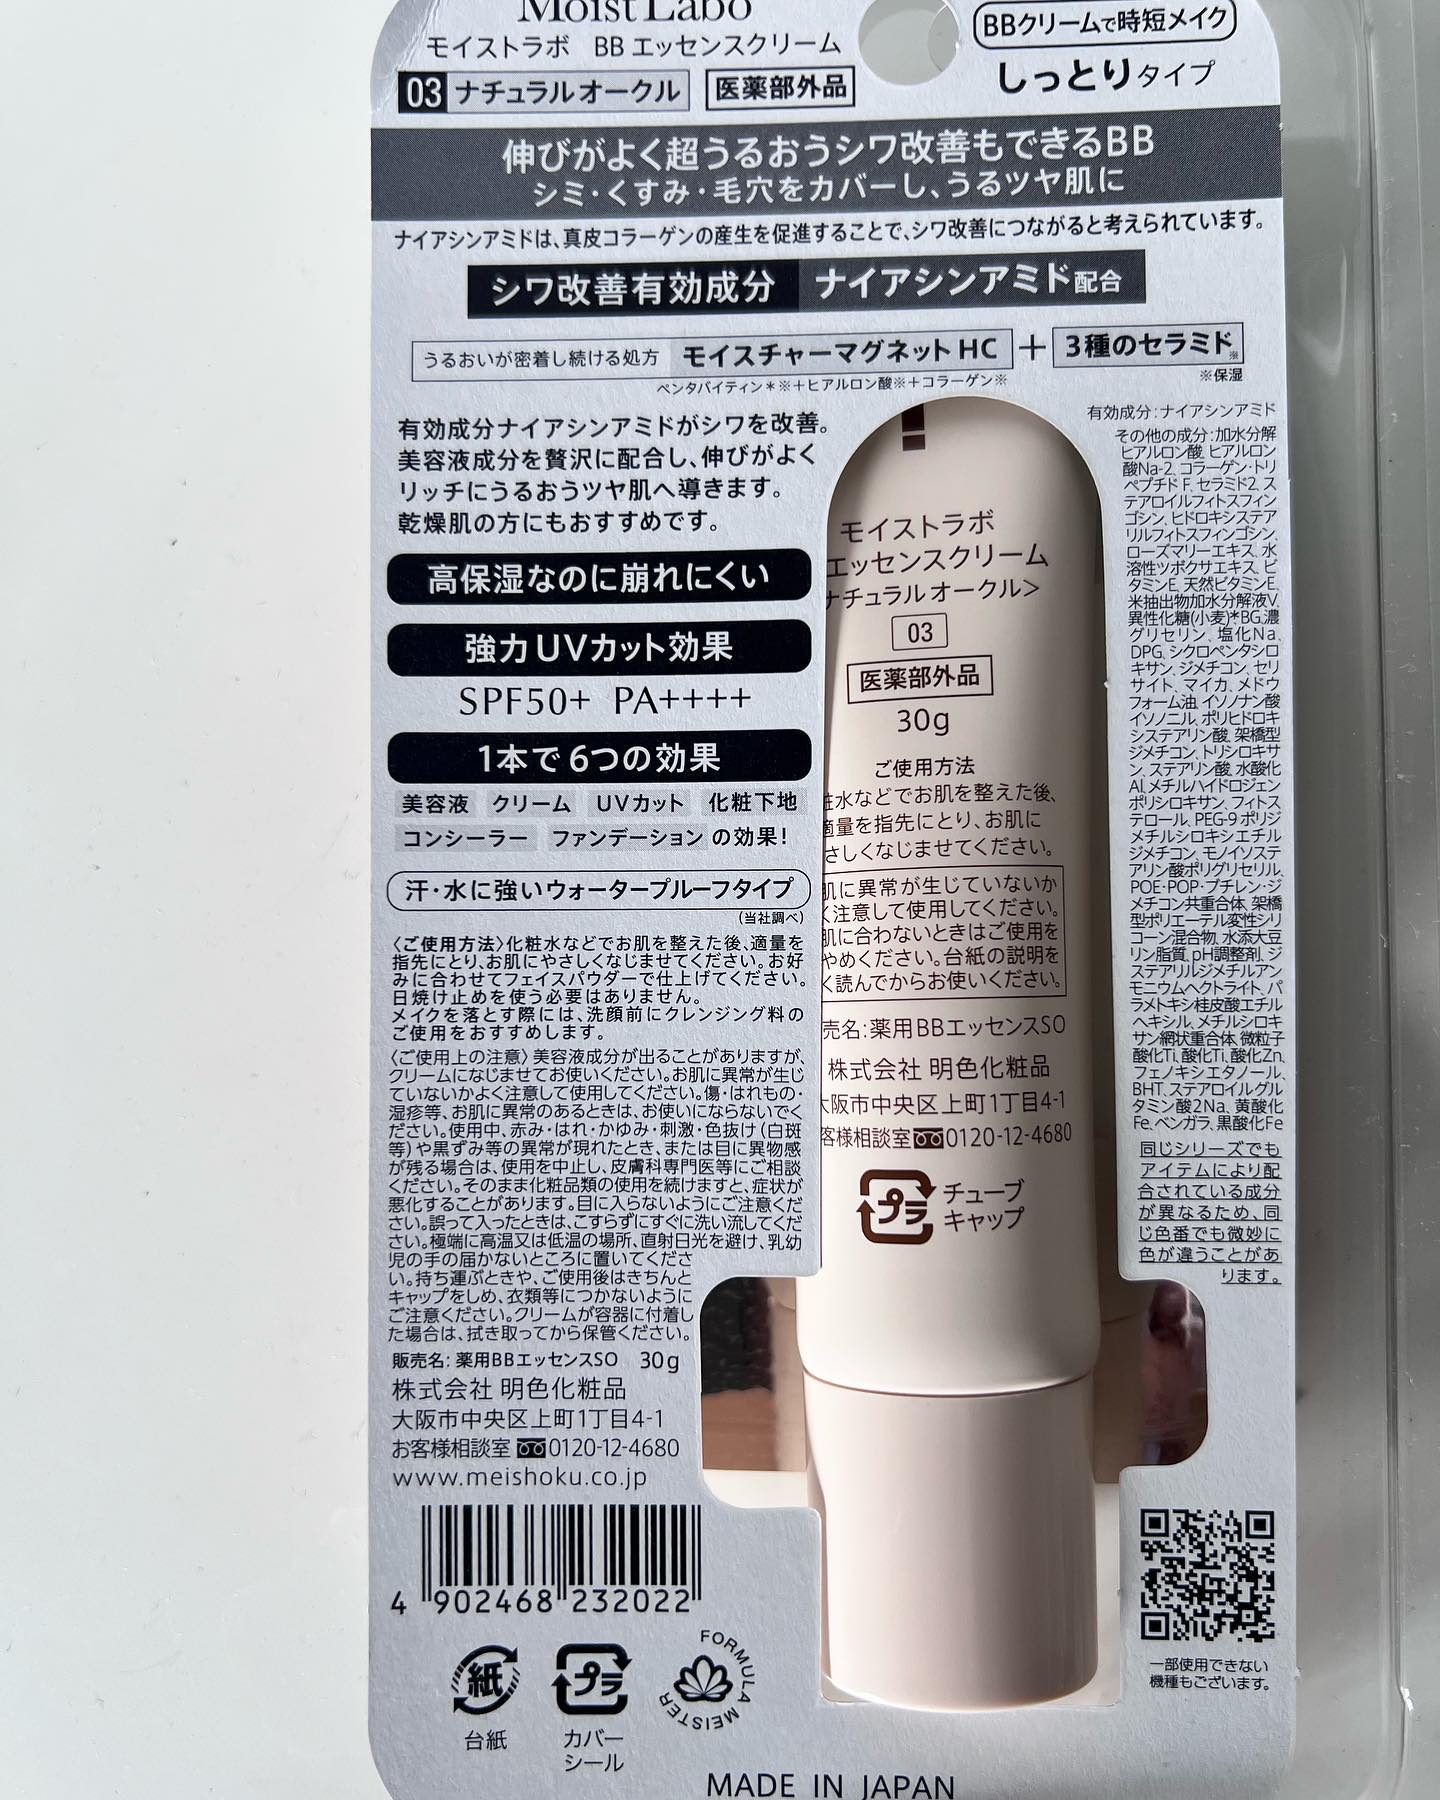 Moist Labo
モイストラボ BB エッセンスクリーム
03 ナチュラルオークル 医薬部外品
BBクリームで時短メイク
しっとりタイプ
伸びがよく超うるおうシワ改善もできるBB
シミ・くすみ・毛穴をカバーし、うるツヤ肌に
ナイアシンアミドは、真皮コラーゲンの産生を促進することで、シワ改善につながると考えられています。
シワ改善有効成分 ナイアシンアミド配合
うるおいが密着し続ける処方 モイスチャーマグネット HC + 3種のセラミド※
ペンタバイティン＊※＋ヒアルロン酸※＋コラーゲン※
※保湿
有効成分ナイアシンアミドがシワを改善。
美容液成分を贅沢に配合し、伸びがよく
リッチにうるおうツヤ肌へ導きます。
乾燥肌の方にもおすすめです。
高保湿なのに崩れにくい
強力UVカット効果
SPF50+ PA++++
1本で6つの効果
美容液 クリーム UVカット 化粧下地
コンシーラー ファンデーション の効果!
汗・水に強いウォータープルーフタイプ
(当社調べ)
〈ご使用方法〉化粧水などでお肌を整えた後、適量を
指先にとり、お肌にやさしくなじませてください。お好
みに合わせてフェイスパウダーで仕上げてください。
日焼け止めを使う必要はありません。
メイクを落とす際には、洗顔前にクレンジング料の
ご使用をおすすめします。
〈ご使用上の注意〉美容液成分が出ることがありますが、
クリームになじませてお使いください。お肌に異常が生じ
ていないかよく注意して使用してください。傷・はれもの・
湿疹等、お肌に異常のあるときは、お使いにならないでく
ださい。使用中、赤み・はれ・かゆみ・刺激・色抜け(白斑
等)や黒ずみ等の異常が現れたとき、または目に異物感
が残る場合は、使用を中止し、皮膚科専門医等にご相談
ください。そのまま化粧品類の使用を続けますと、症状が
悪化することがあります。目に入らないようにご注意くだ
さい。誤って入ったときは、こすらずにすぐに洗い流してくだ
さい。極端に高温又は低温の場所、直射日光を避け、乳幼
児の手の届かないところに置いてくださ
い。持ち運ぶときや、ご使用後はきちんと
キャップをしめ、衣類等につかないように
ご注意ください。クリームが容器に付着し
た場合は、拭き取ってから保管ください。
販売名: 薬用BBエッセンスSO 30g
株式会社 明色化粧品
大阪市中央区上町1丁目4-1
お客様相談室 0120-12-4680
www.meishoku.co.jp
4 902468 232022
紙
台紙
プラ
カバー
シール
FORMULA MEISTER
MADE IN JAPAN
モイストラボ
エッセンスクリーム
ナチュラルオークル>
03
医薬部外品
30g
ご使用方法
粧水などでお肌を整えた後、
適量を指先にとり、お肌に
さしくなじませてください。
肌に異常が生じていないか
く注意して使用してください。
肌に合わないときはご使用を
やめください。台紙の説明を
く読んでからお使いください。
売名:薬用BBエッセンスSO
株式会社 明色化粧品
大阪市中央区上町1丁目4-1
客様相談室 0120-12-4680
プラ
チューブ
キャップ
有効成分:ナイアシンアミド
その他の成分:加水分解
ヒアルロン酸、ヒアルロン
酸Na-2、コラーゲン・トリ
ペプチド F、セラミド2、ス
テアロイルフィトスフィン
ゴシン、ヒドロキシステア
リルフィトスフィンゴシン、
ローズマリーエキス、水
溶性ツボクサエキス、ビ
タミンE、天然ビタミンE、
米抽出物加水分解液V、
異性化糖(小麦)*BG、濃
グリセリン、塩化Na、
DPG、シクロペンタシロ
キサン、ジメチコン、セリ
サイト、マイカ、メドウ
フォーム油、イソノナン酸
イソノニル、ポリヒドロキ
システアリン酸、架橋型
ジメチコン、トリシロキサ
ン、ステアリン酸、水酸化
Al、メチルハイドロジェン
ポリシロキサン、フィトス
テロール、PEG-9 ポリジ
メチルシロキシエチル
ジメチコン、モノイソステ
アリン酸ポリグリセリル、
POE・POP・ブチレン・ジ
メチコン共重合体、架橋
型ポリエーテル変性シリ
コーン混合物、水添大豆
リン脂質、pH調整剤、ジ
ステアリルジメチルアン
モニウムヘクトライト、パ
ラメトキシ桂皮酸エチル
ヘキシル、メチルシロキ
サン網状重合体、微粒子
酸化Ti、酸化Ti、酸化Zn、
フェノキシエタノール、
BHT、ステアロイルグル
タミン酸2Na、黄酸化
Fe、ベンガラ、黒酸化Fe
同じシリーズでも
アイテムにより配
合されている成分
が異なるため、同
じ色番でも微妙に
色が違うことがあ
ります。
一部使用できない
機種もございます。